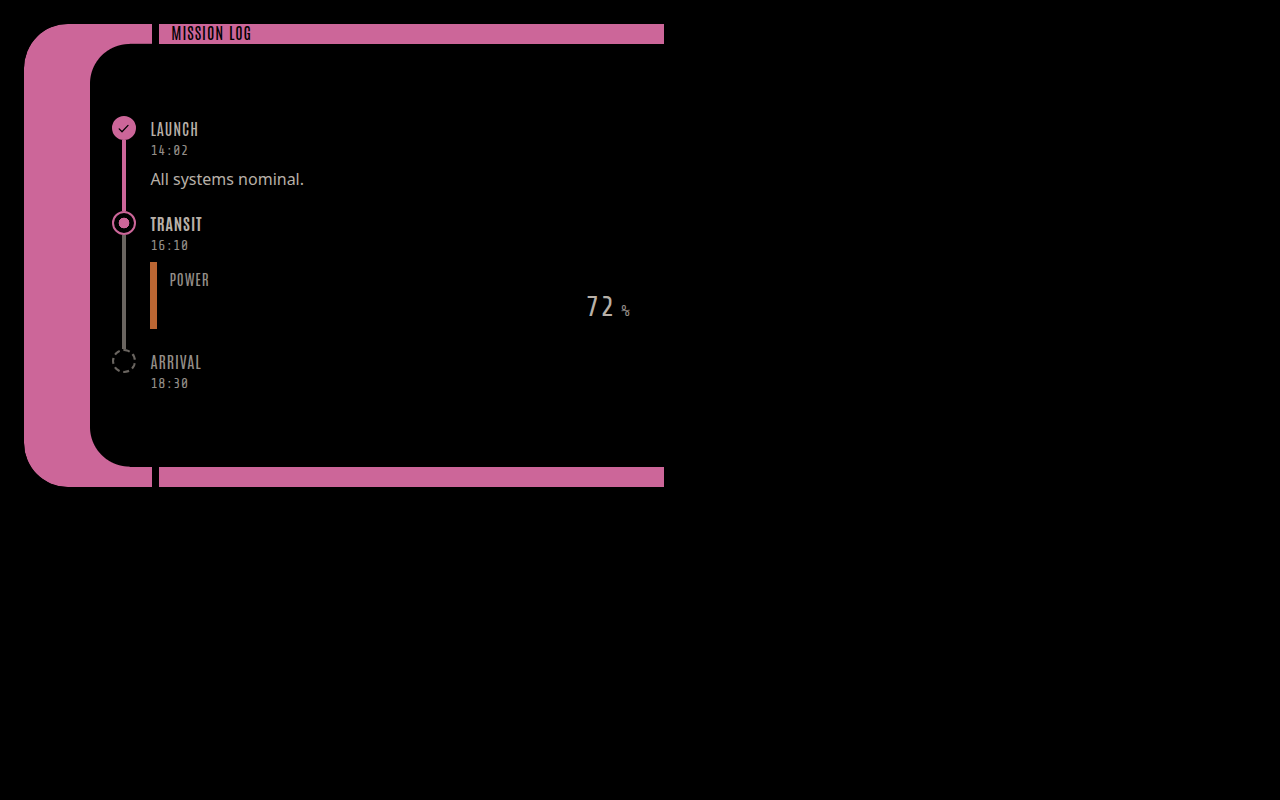 MISSION LOG
LAUNCH
14:02
All systems nominal.
TRANSIT
16:10
POWER
72 %
ARRIVAL
18:30